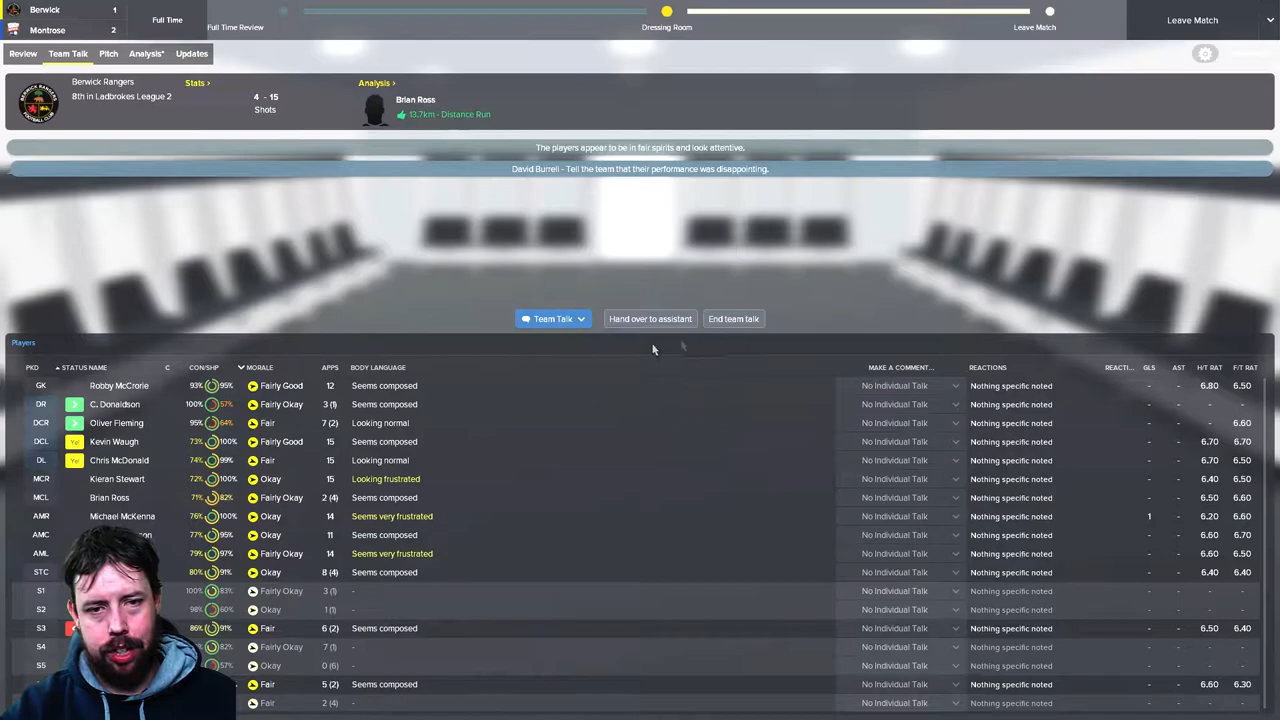 Berwick 1
Montrose 2
Full Time
Full Time Review
Dressing Room
Leave Match
Leave Match
Review Team Talk Pitch Analysis* Updates
Berwick Rangers
8th in Ladbrokes League 2
Stats >
4 - 15
Shots
Analysis >
Brian Ross
13.7km - Distance Run
The players appear to be in fair spirits and look attentive.
David Burrell - Tell the team that their performance was disappointing.
Team Talk Hand over to assistant End team talk
Players
PKD STATUS NAME C CON/SHP MORALE APPS BODY LANGUAGE MAKE A COMMENT... REACTIONS REACTI... GLS AST H/T RAT F/T RAT
GK Robby McCrorie 93% 95% Fairly Good 12 Seems composed No Individual Talk Nothing specific noted - - 6.80 6.50
DR C. Donaldson 100% 57% Fairly Okay 3 (1) Seems composed No Individual Talk Nothing specific noted - - - -
DCR Oliver Fleming 95% 64% Fair 7 (2) Looking normal No Individual Talk Nothing specific noted - - - 6.60
DCL Yel Kevin Waugh 73% 100% Fairly Good 15 Seems composed No Individual Talk Nothing specific noted - - 6.70 6.70
DL Yel Chris McDonald 74% 99% Fair 15 Looking normal No Individual Talk Nothing specific noted - - 6.70 6.50
MCR Kieran Stewart 72% 100% Okay 15 Looking frustrated No Individual Talk Nothing specific noted - - 6.40 6.50
MCL Brian Ross 71% 82% Fairly Okay 2 (4) Seems composed No Individual Talk Nothing specific noted - - 6.50 6.60
AMR Michael McKenna 76% 100% Okay 14 Seems very frustrated No Individual Talk Nothing specific noted 1 - 6.20 6.60
AMC 77% 95% Okay 11 Seems composed No Individual Talk Nothing specific noted - - 6.60 6.70
AML 79% 97% Fairly Okay 14 Seems very frustrated No Individual Talk Nothing specific noted - - 6.60 6.50
STC 80% 91% Okay 8 (4) Seems composed No Individual Talk Nothing specific noted - - 6.40 6.40
S1 100% 83% Fairly Okay 3 (1) - No Individual Talk Nothing specific noted - - - -
S2 98% 60% Okay 1 (1) - No Individual Talk Nothing specific noted - - - -
S3 86% 91% Fair 6 (2) Seems composed No Individual Talk Nothing specific noted - - 6.50 6.40
S4 82% Fairly Okay 7 (1) - No Individual Talk Nothing specific noted - - - -
S5 57% Okay 0 (6) - No Individual Talk Nothing specific noted - - - -
Fair 5 (2) Seems composed No Individual Talk Nothing specific noted - - 6.60 6.30
Fair 2 (4) - No Individual Talk Nothing specific noted - - - -